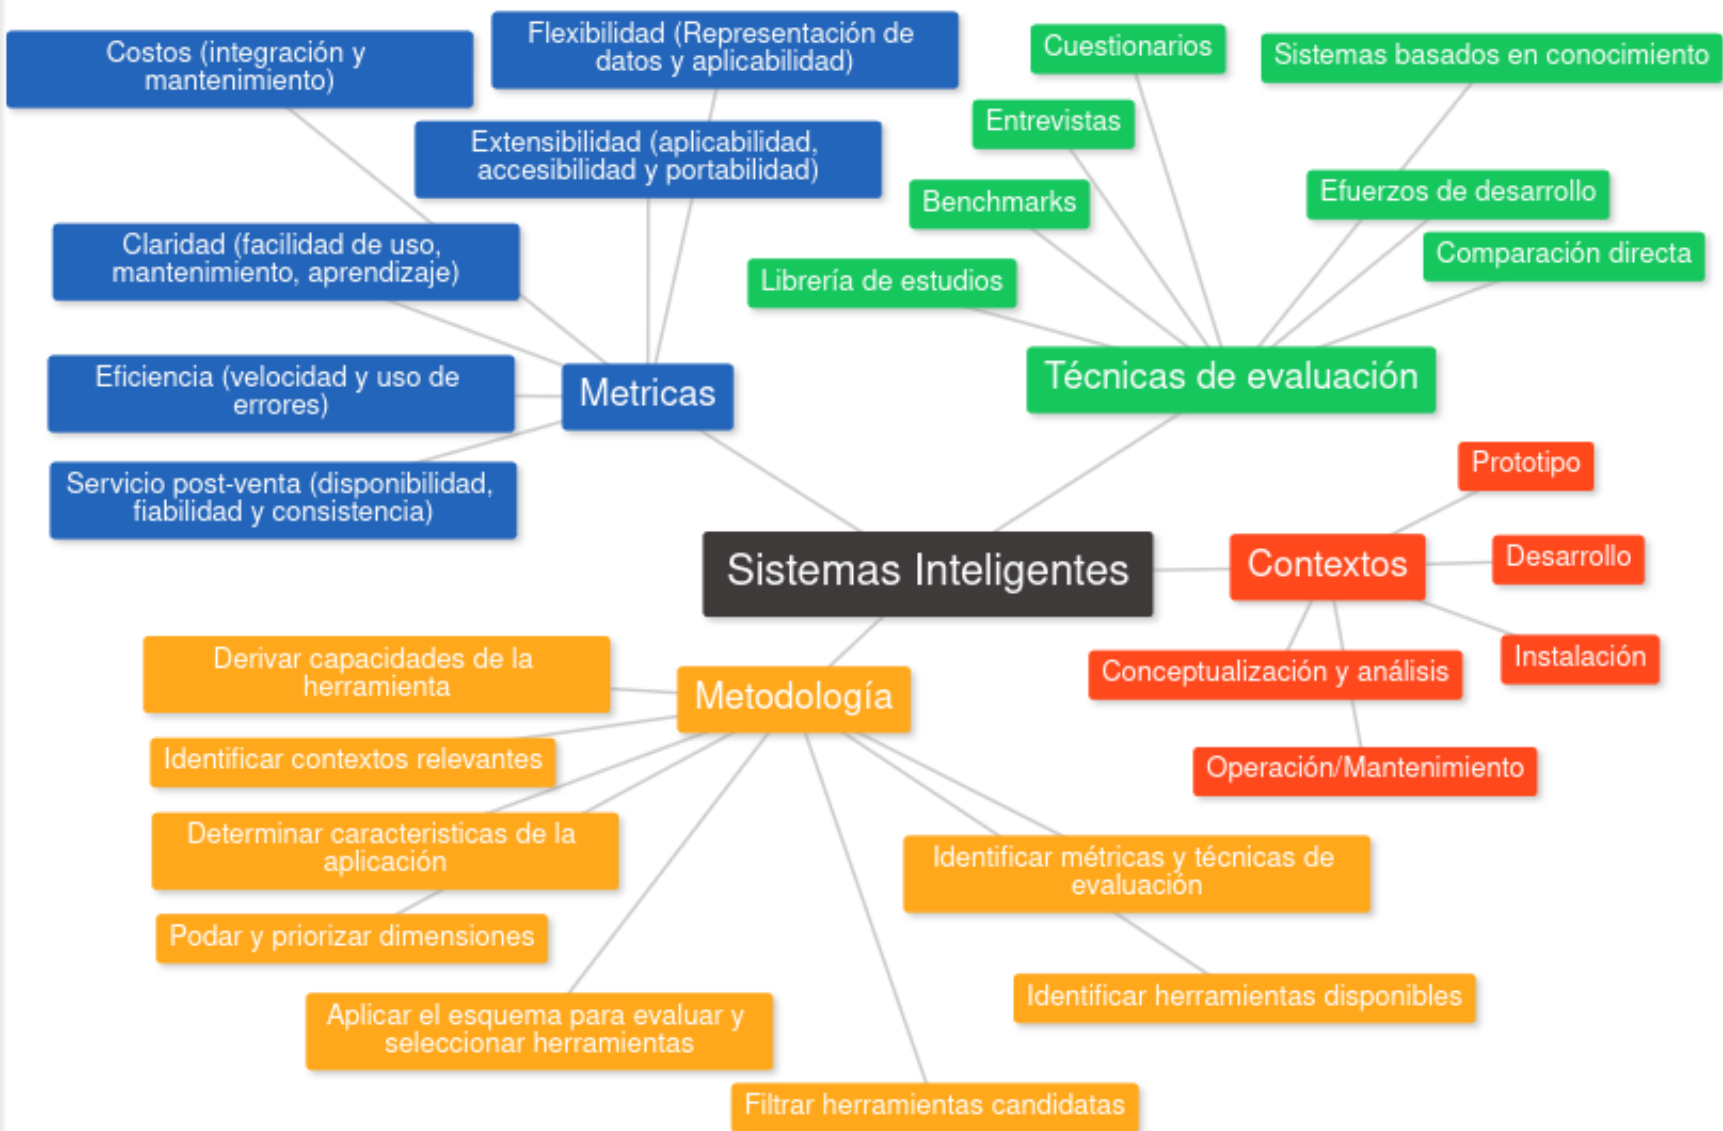 Costos (integración y
mantenimiento)
Flexibilidad (Representación de
datos y aplicabilidad)
Extensibilidad (aplicabilidad,
accesibilidad y portabilidad)
Claridad (facilidad de uso,
mantenimiento, aprendizaje)
Eficiencia (velocidad y uso de
errores)
Servicio post-venta (disponibilidad,
fiabilidad y consistencia)
Metricas
Cuestionarios
Sistemas basados en conocimiento
Entrevistas
Benchmarks
Efuerzos de desarrollo
Comparación directa
Librería de estudios
Técnicas de evaluación
Sistemas Inteligentes
Contextos
Prototipo
Desarrollo
Instalación
Conceptualización y análisis
Operación/Mantenimiento
Metodología
Derivar capacidades de la
herramienta
Identificar contextos relevantes
Determinar caracteristicas de la
aplicación
Podar y priorizar dimensiones
Aplicar el esquema para evaluar y
seleccionar herramientas
Filtrar herramientas candidatas
Identificar métricas y técnicas de
evaluación
Identificar herramientas disponibles